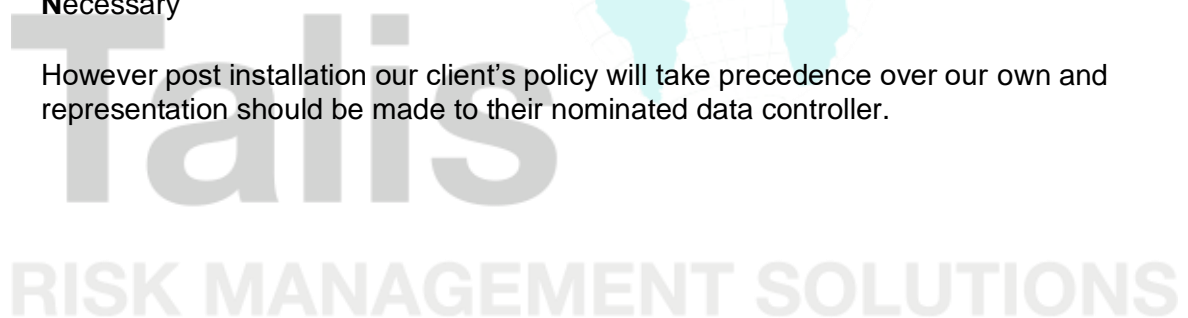 Necessary
However post installation our client's policy will take precedence over our own and
representation should be made to their nominated data controller.
Talis
RISK MANAGEMENT SOLUTIONS